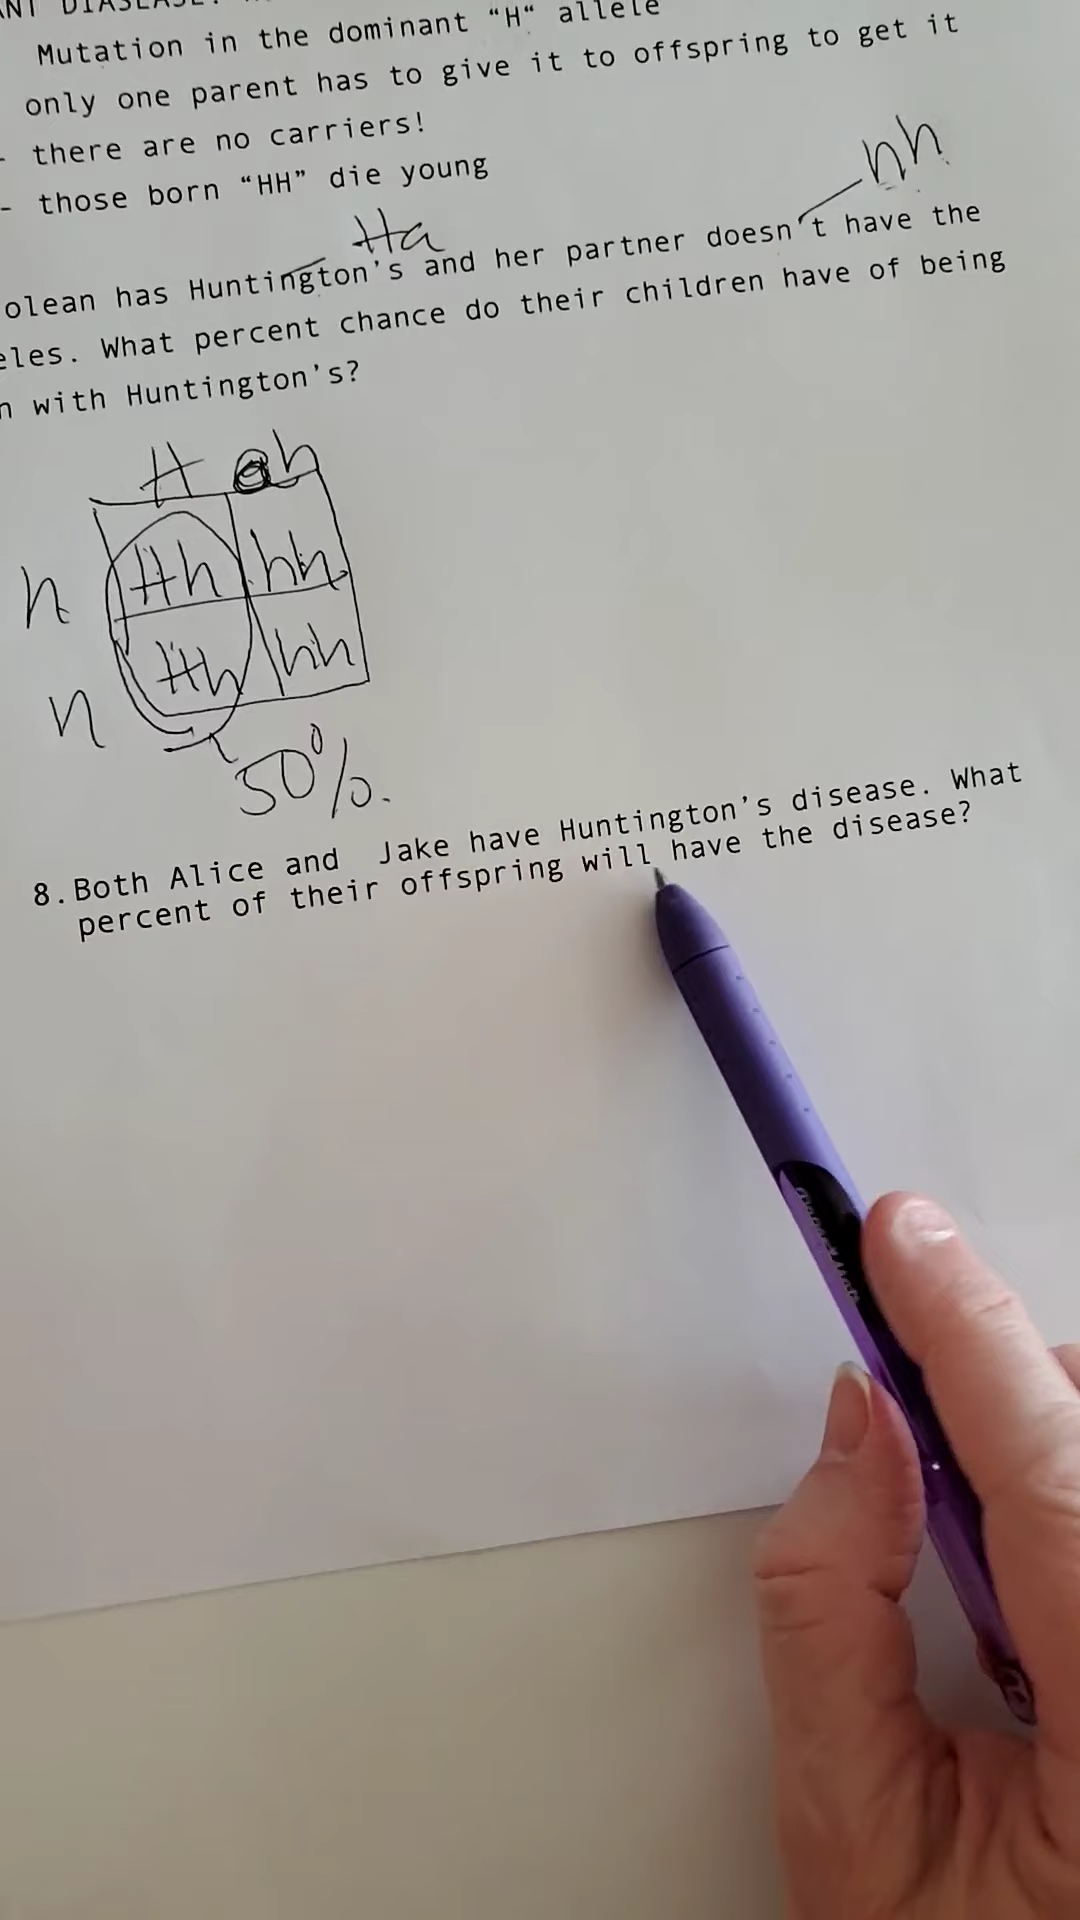 ANT DIASEASE:
Mutation in the dominant “H“ allele
only one parent has to give it to offspring to get it
- there are no carriers!
- those born “HH” die young
hh
Ha
olean has Huntington’s and her partner doesn’t have the
eles. What percent chance do their children have of being
n with Huntington’s?
H h
h Hh hh
h Hh hh
50%.
8. Both Alice and Jake have Huntington’s disease. What
percent of their offspring will have the disease?